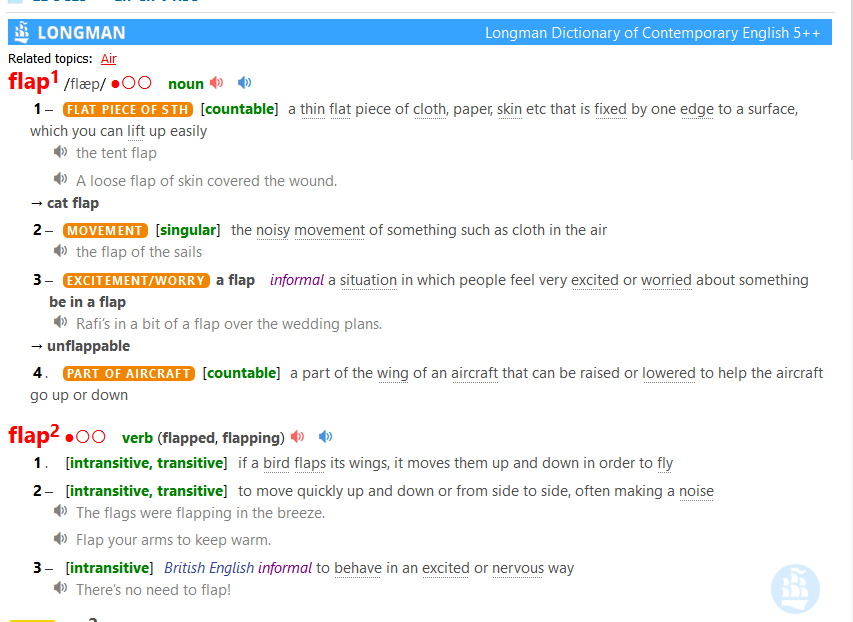 LONGMAN Longman Dictionary of Contemporary English 5++
Related topics: Air
flap1 /flæp/ ●○○ noun
1 – FLAT PIECE OF STH [countable] a thin flat piece of cloth, paper, skin etc that is fixed by one edge to a surface,
which you can lift up easily
the tent flap
A loose flap of skin covered the wound.
→ cat flap
2 – MOVEMENT [singular] the noisy movement of something such as cloth in the air
the flap of the sails
3 – EXCITEMENT/WORRY a flap informal a situation in which people feel very excited or worried about something
be in a flap
Rafi’s in a bit of a flap over the wedding plans.
→ unflappable
4 . PART OF AIRCRAFT [countable] a part of the wing of an aircraft that can be raised or lowered to help the aircraft
go up or down
flap2 ●○○ verb (flapped, flapping)
1 . [intransitive, transitive] if a bird flaps its wings, it moves them up and down in order to fly
2 – [intransitive, transitive] to move quickly up and down or from side to side, often making a noise
The flags were flapping in the breeze.
Flap your arms to keep warm.
3 – [intransitive] British English informal to behave in an excited or nervous way
There’s no need to flap!